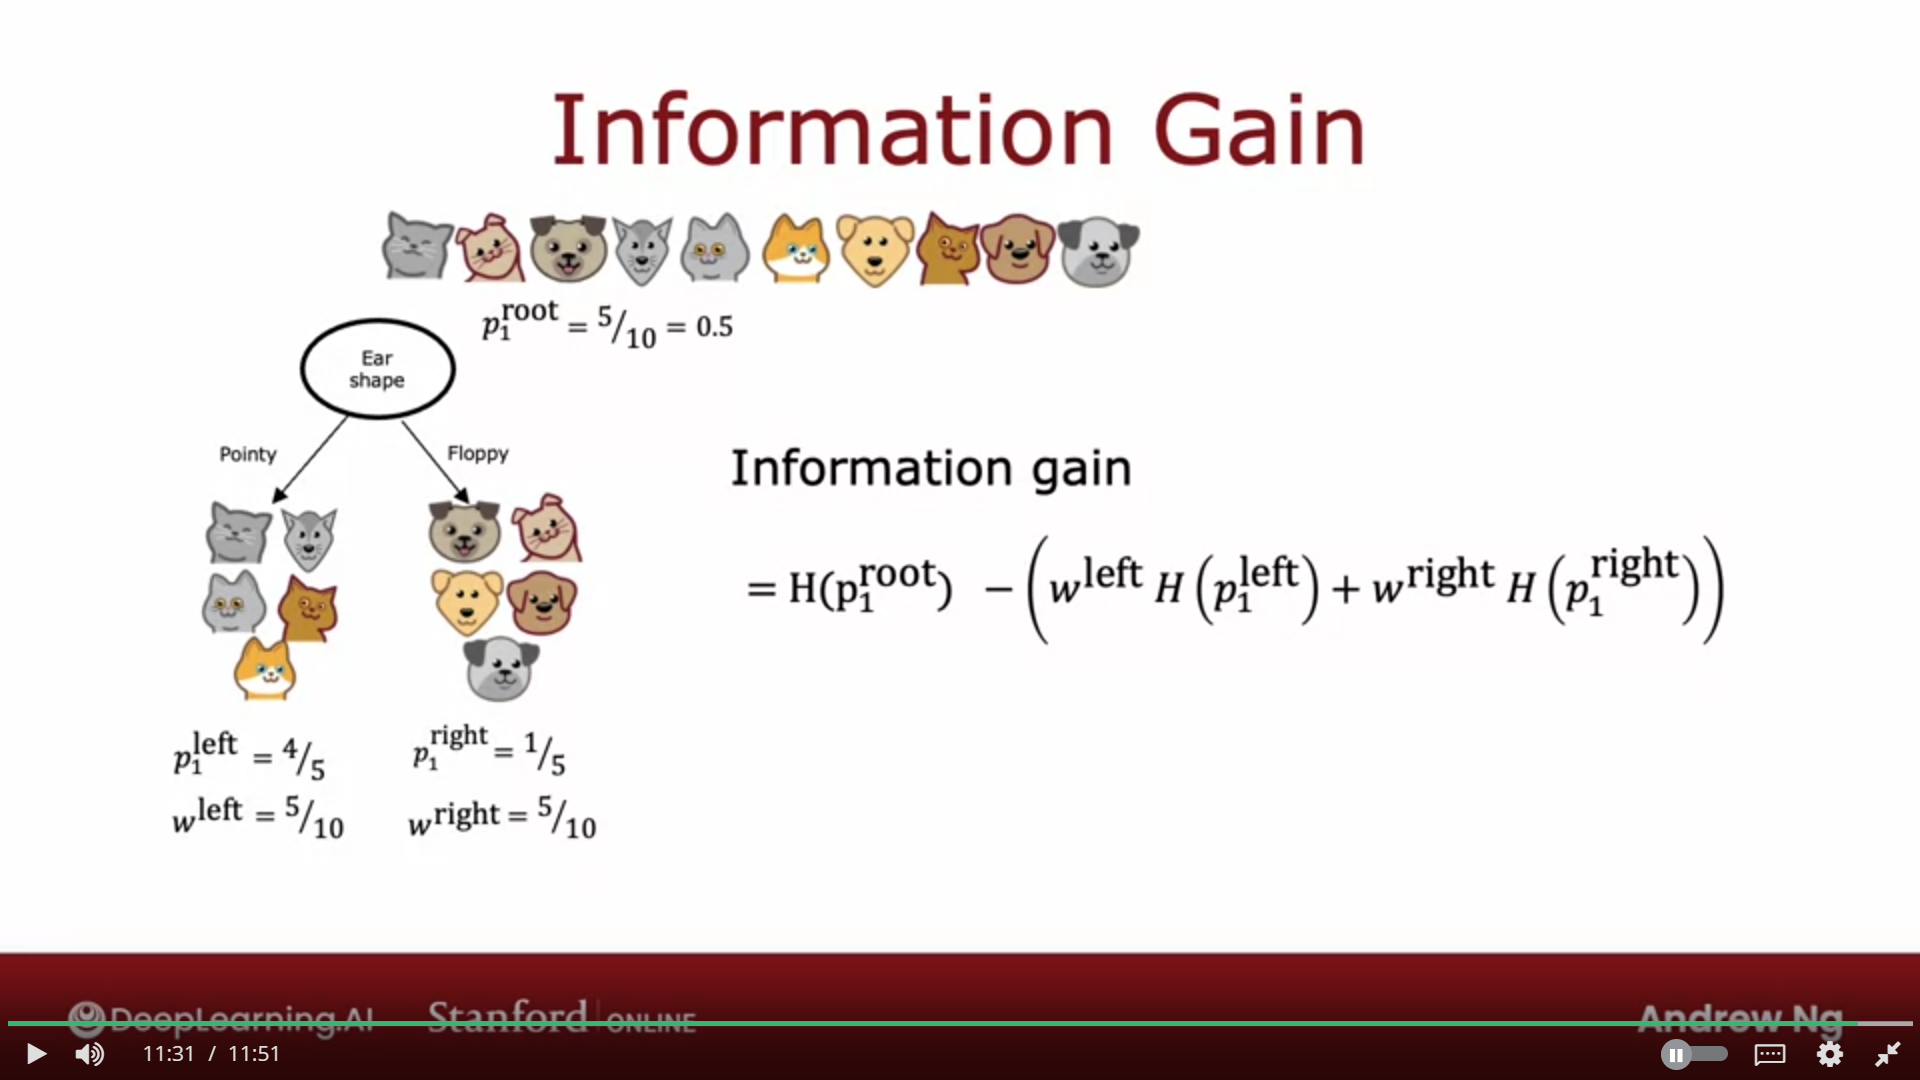 Information Gain
p₁^root = 5/10 = 0.5
Ear
shape
Pointy
Floppy
Information gain
= H(p₁^root) − (w^left H(p₁^left) + w^right H(p₁^right))
p₁^left = 4/5
p₁^right = 1/5
w^left = 5/10
w^right = 5/10
DeepLearning.AI
Stanford | ONLINE
Andrew Ng
11:31 / 11:51